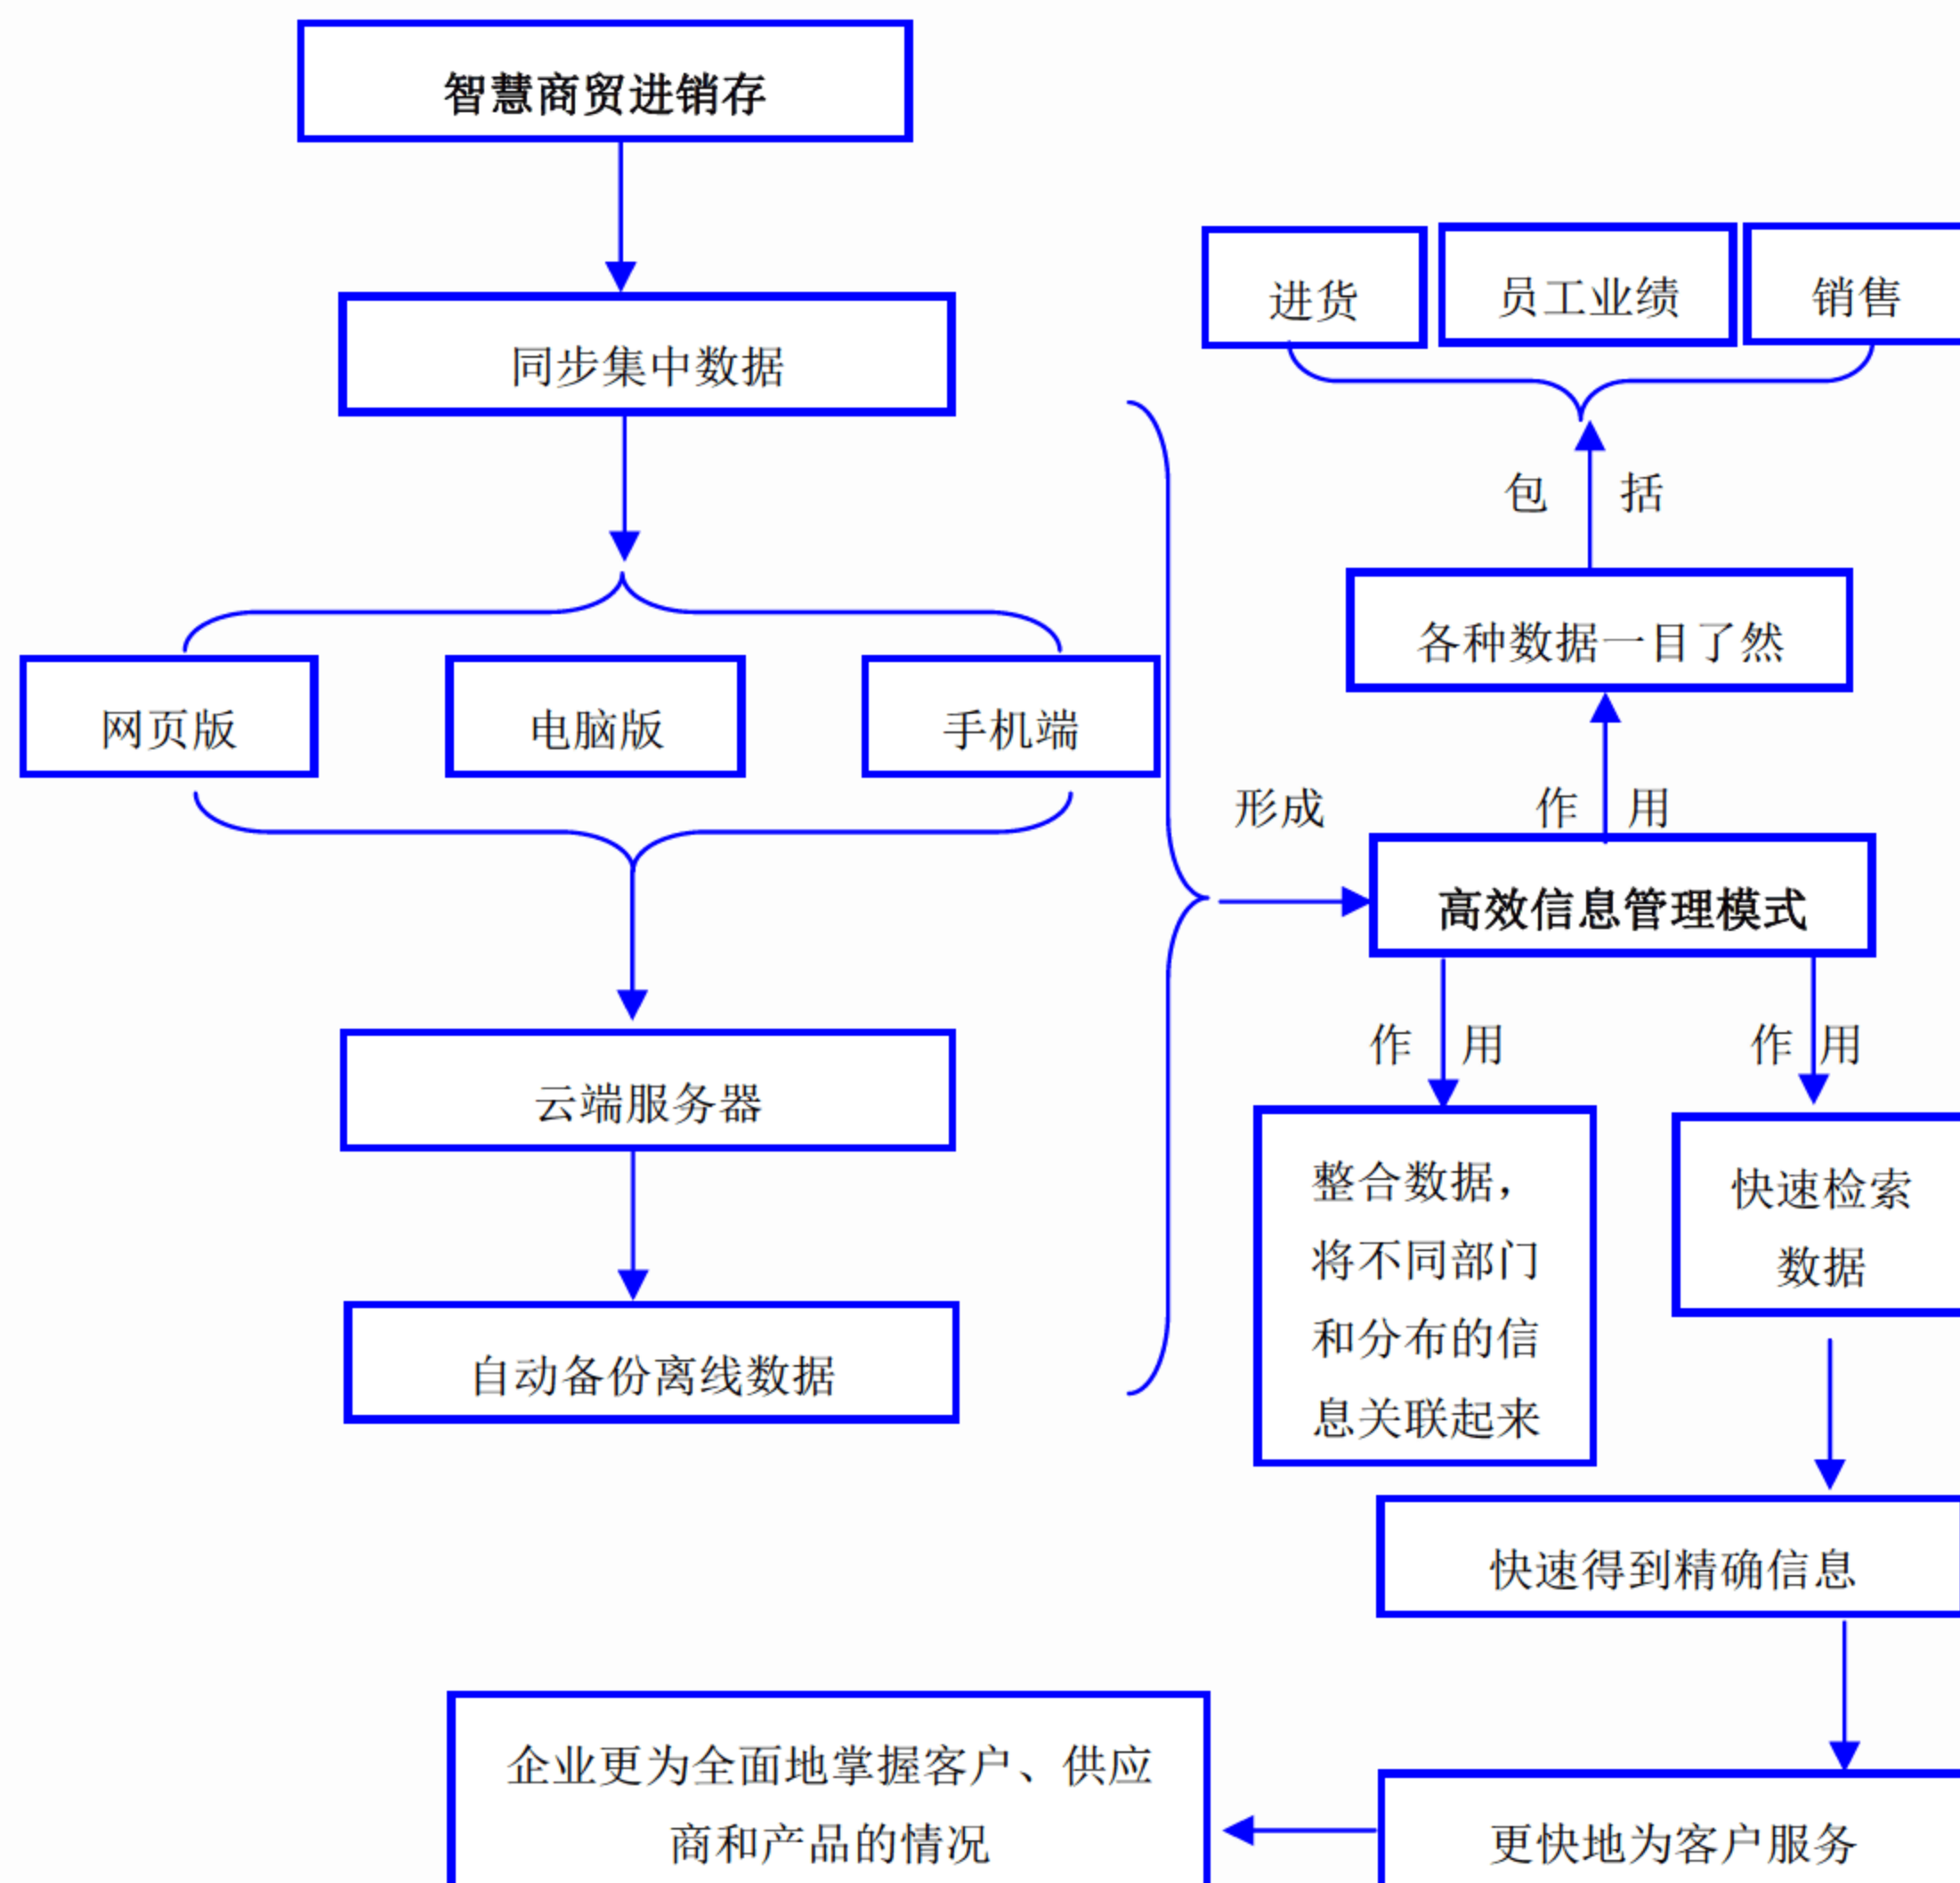 智慧商贸进销存
同步集中数据
网页版
电脑版
手机端
云端服务器
自动备份离线数据
形成
进货
员工业绩
销售
包 括
各种数据一目了然
作 用
高效信息管理模式
作 用
作 用
整合数据，
将不同部门
和分布的信
息关联起来
快速检索
数据
快速得到精确信息
更快地为客户服务
企业更为全面地掌握客户、供应
商和产品的情况